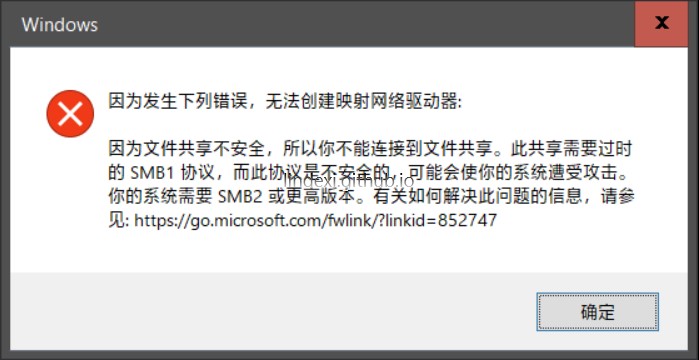 Windows
x
因为发生下列错误，无法创建映射网络驱动器:
因为文件共享不安全，所以你不能连接到文件共享。此共享需要过时
的 SMB1 协议，而此协议是不安全的，可能会使你的系统遭受攻击。
lindexi.github.io
你的系统需要 SMB2 或更高版本。有关如何解决此问题的信息，请参
见: https://go.microsoft.com/fwlink/?linkid=852747
确定